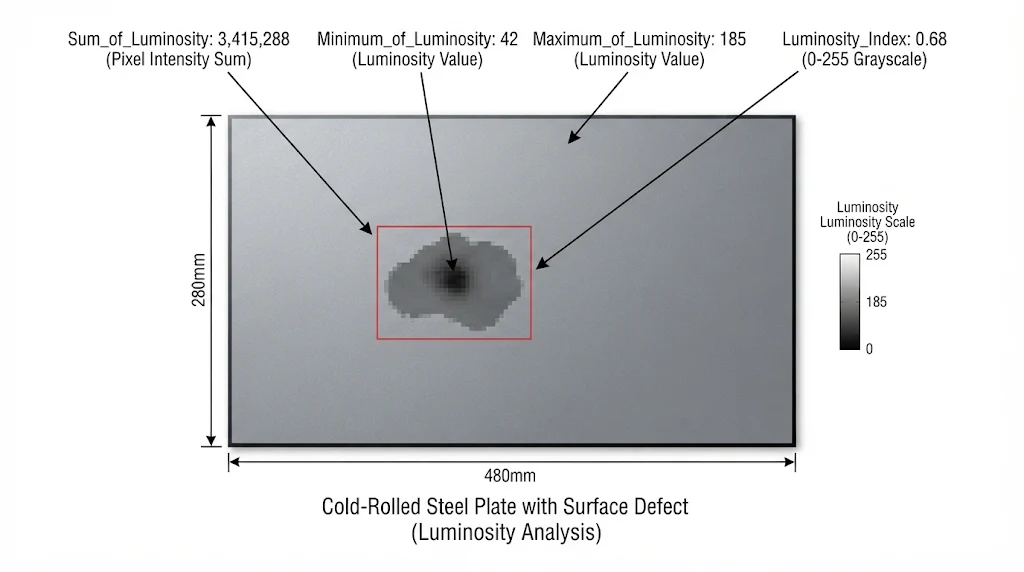 Sum_of_Luminosity: 3,415,288
(Pixel Intensity Sum)
Minimum_of_Luminosity: 42
(Luminosity Value)
Maximum_of_Luminosity: 185
(Luminosity Value)
Luminosity_Index: 0.68
(0-255 Grayscale)
280mm
Luminosity
Luminosity Scale
(0-255)
255
185
0
480mm
Cold-Rolled Steel Plate with Surface Defect
(Luminosity Analysis)